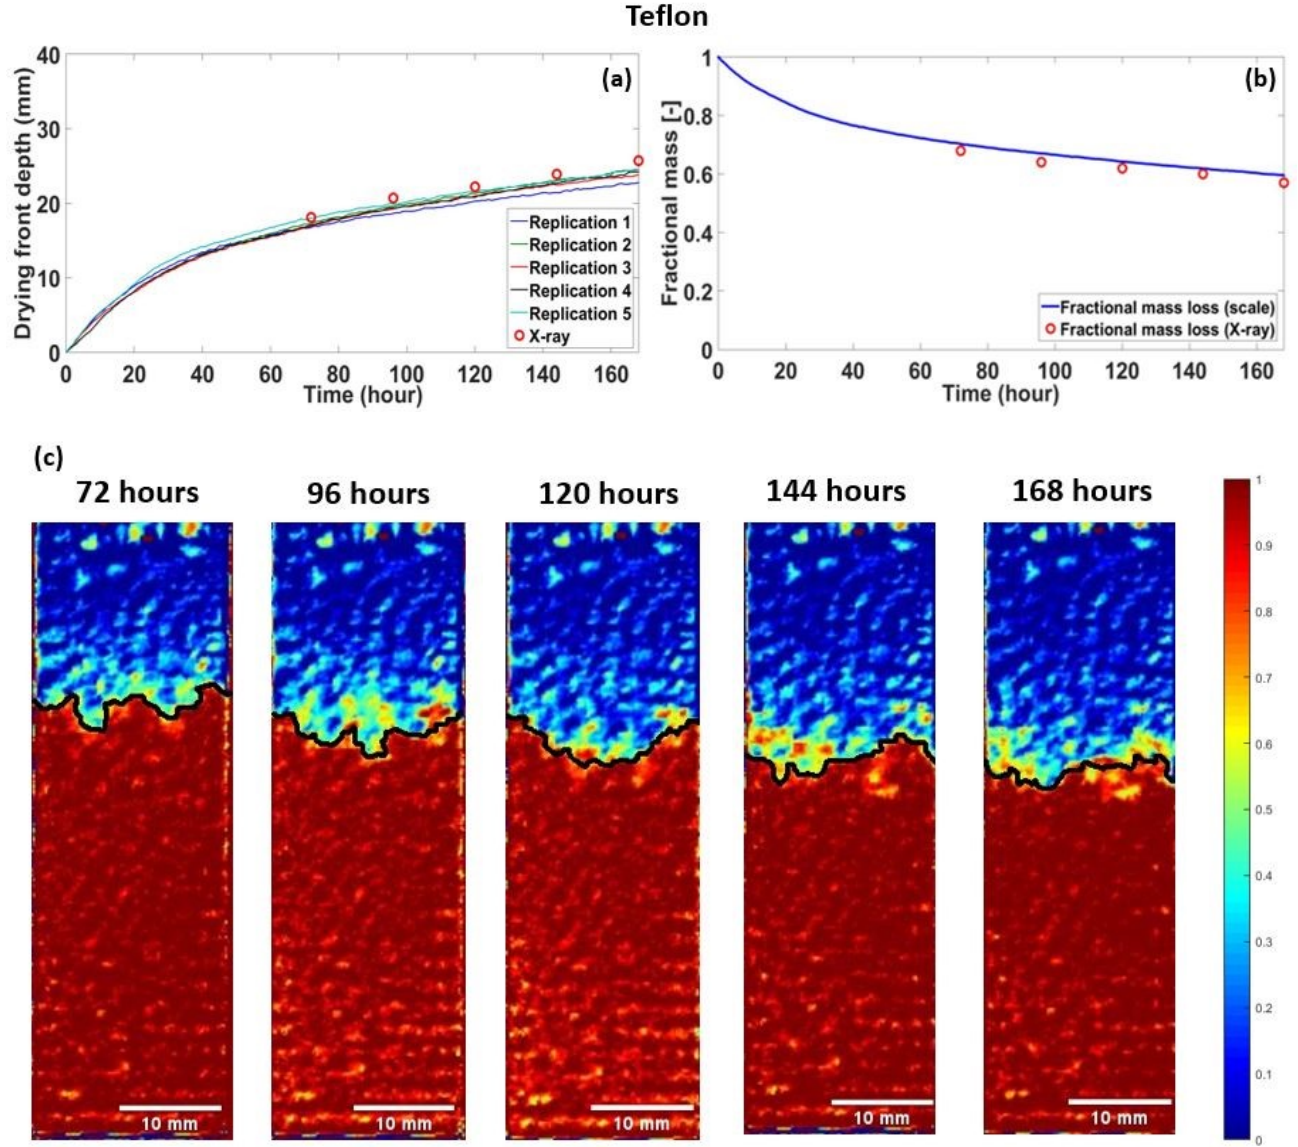 Teflon
(a)
Drying front depth (mm)
40
30
20
10
0
0 20 40 60 80 100 120 140 160
Time (hour)
Replication 1
Replication 2
Replication 3
Replication 4
Replication 5
X-ray
(b)
Fractional mass [-]
1
0.8
0.6
0.4
0.2
0
0 20 40 60 80 100 120 140 160
Time (hour)
Fractional mass loss (scale)
Fractional mass loss (X-ray)
(c)
72 hours 96 hours 120 hours 144 hours 168 hours
1
0.9
0.8
0.7
0.6
0.5
0.4
0.3
0.2
0.1
0
10 mm 10 mm 10 mm 10 mm 10 mm